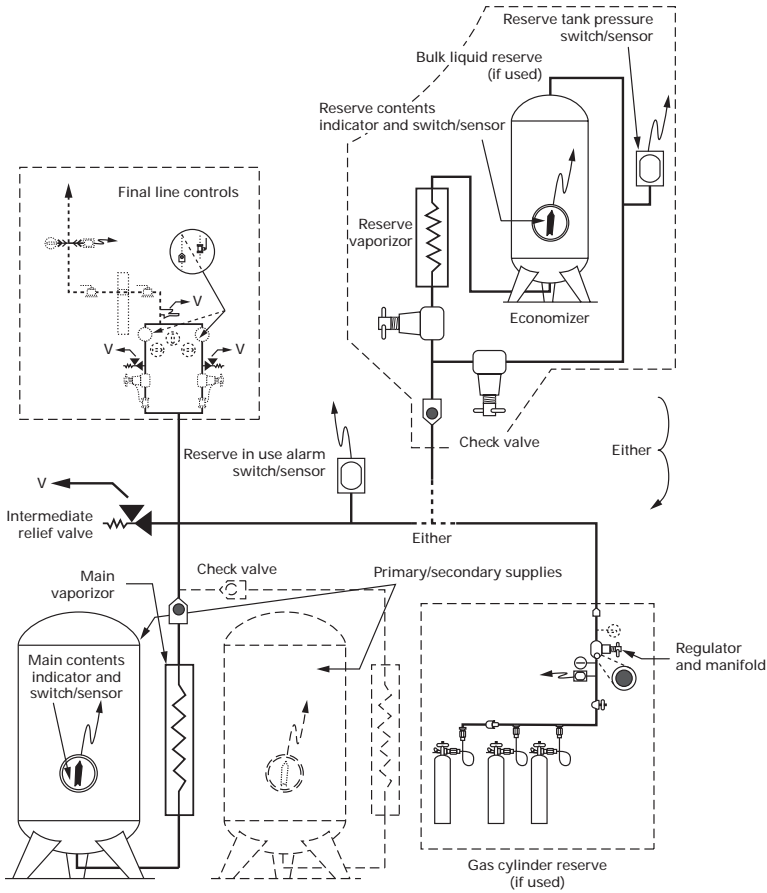 Reserve tank pressure
switch/sensor
Bulk liquid reserve
(if used)
Reserve contents
indicator and switch/sensor
Final line controls
Reserve
vaporizor
V
V
V
Economizer
Check valve
Either
Reserve in use alarm
switch/sensor
V
Intermediate
relief valve
Either
Main
vaporizor
Check valve
Primary/secondary supplies
Main contents
indicator and
switch/sensor
Regulator
and manifold
Gas cylinder reserve
(if used)